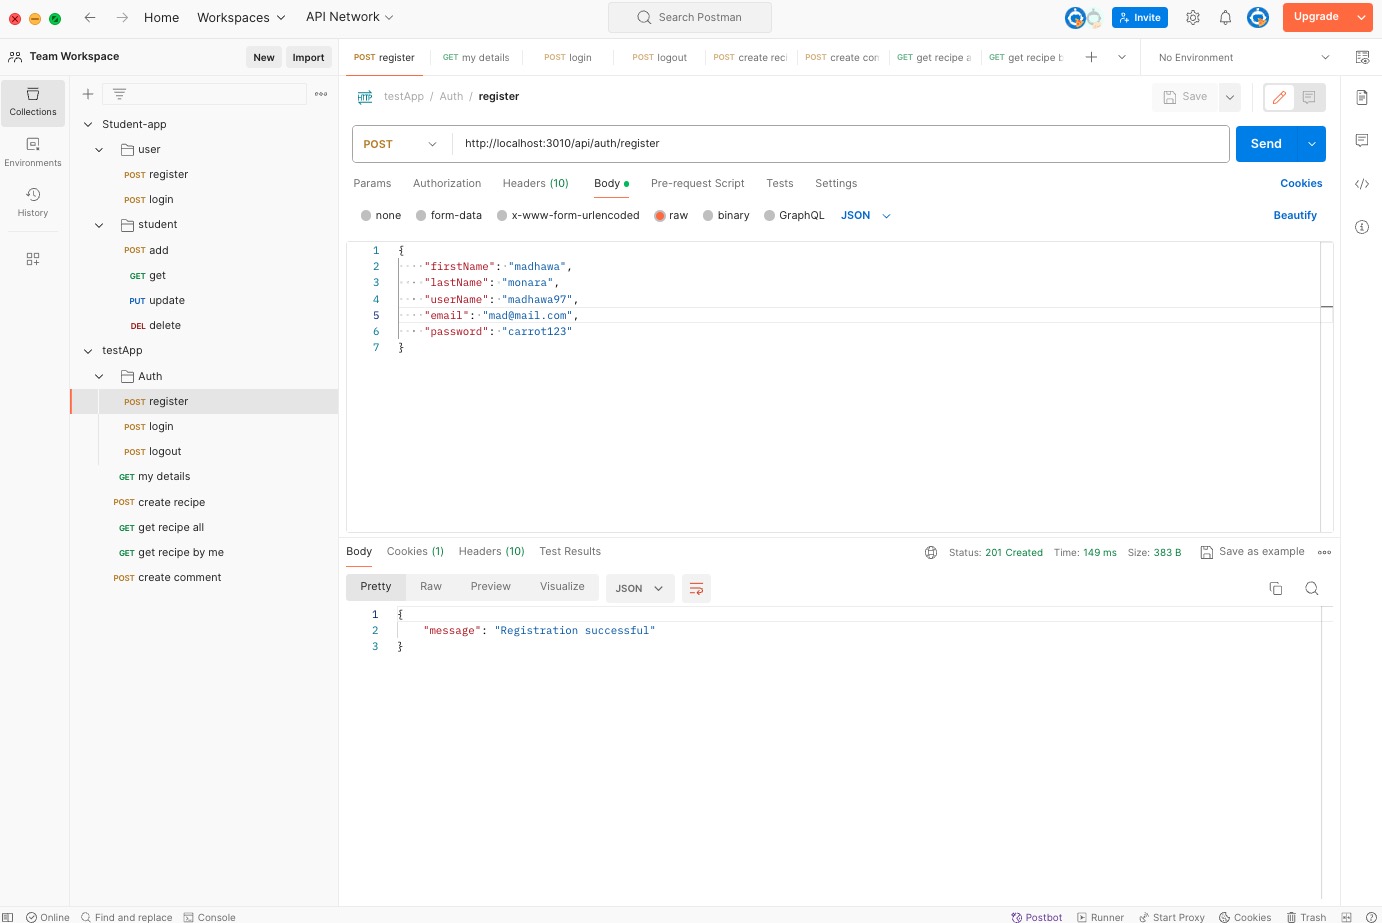 Home Workspaces API Network Search Postman Invite Upgrade
Team Workspace New Import
POST register GET my details POST login POST logout POST create reci POST create con GET get recipe a GET get recipe b No Environment
Collections
Environments
History
Student-app
user
POST register
POST login
student
POST add
GET get
PUT update
DEL delete
testApp
Auth
POST register
POST login
POST logout
GET my details
POST create recipe
GET get recipe all
GET get recipe by me
POST create comment
HTTP testApp / Auth / register Save
POST http://localhost:3010/api/auth/register Send
Params Authorization Headers (10) Body Pre-request Script Tests Settings Cookies
none form-data x-www-form-urlencoded raw binary GraphQL JSON Beautify
1 {
2 "firstName": "madhawa",
3 "lastName": "monara",
4 "userName": "madhawa97",
5 "email": "mad@mail.com",
6 "password": "carrot123"
7 }
Body Cookies (1) Headers (10) Test Results Status: 201 Created Time: 149 ms Size: 383 B Save as example
Pretty Raw Preview Visualize JSON
1 {
2 "message": "Registration successful"
3 }
Online Find and replace Console Postbot Runner Start Proxy Cookies Trash